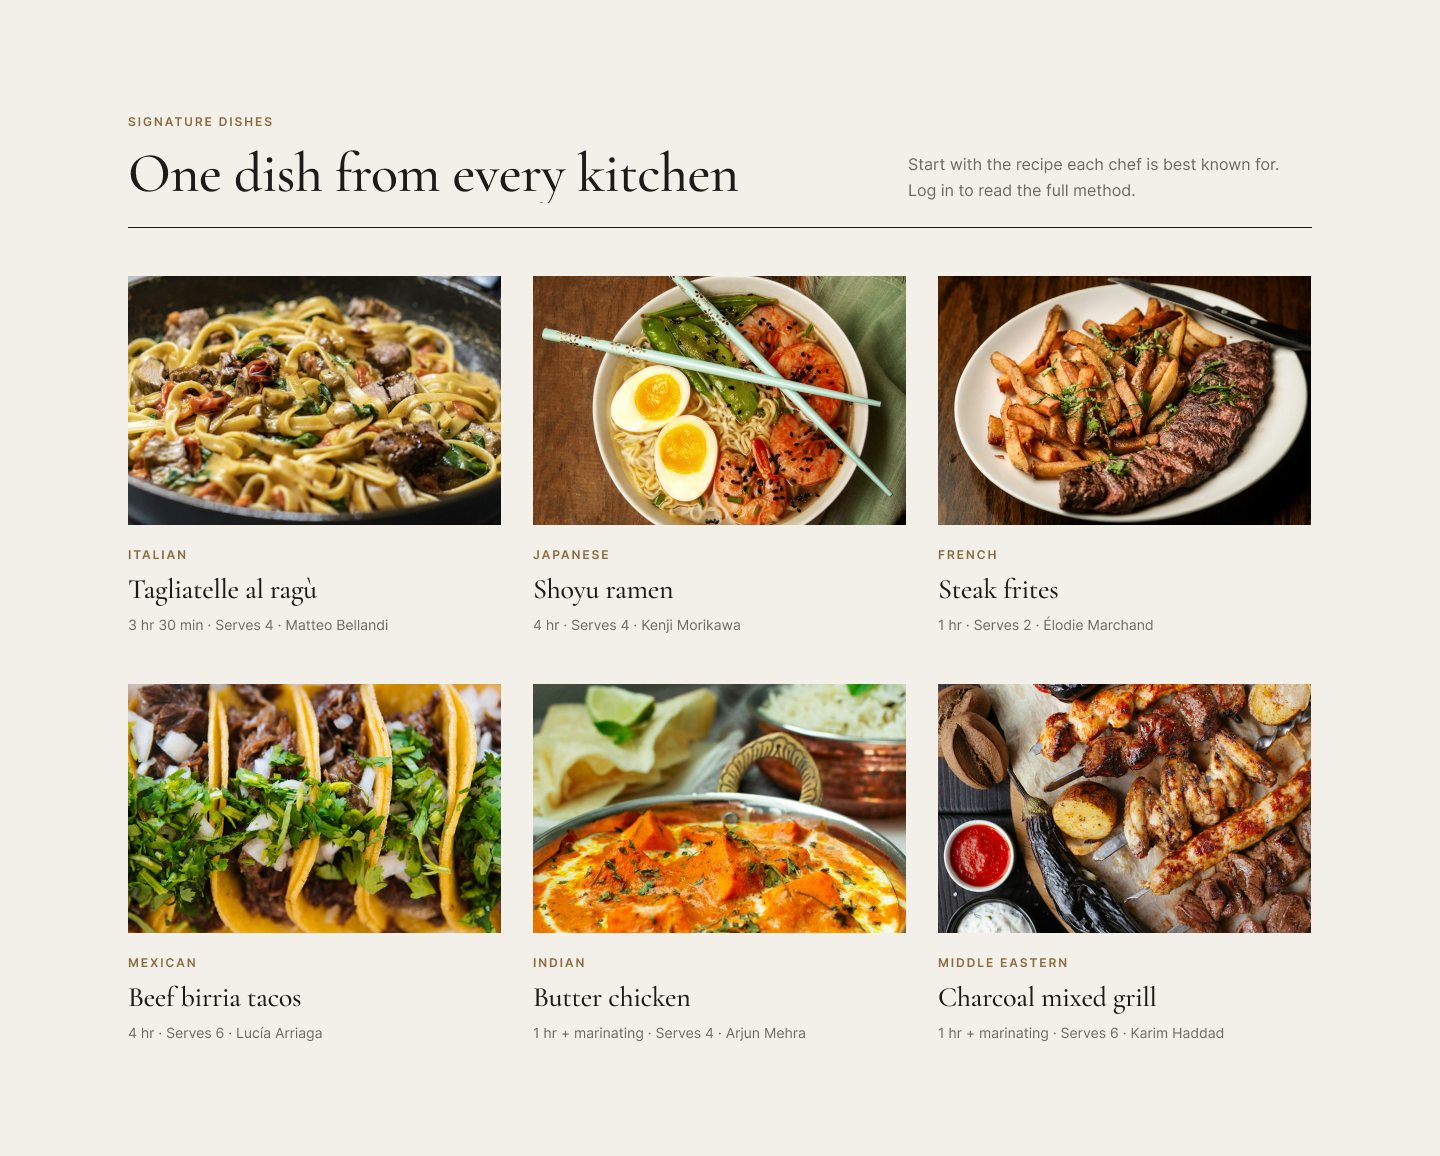 SIGNATURE DISHES
One dish from every kitchen
Start with the recipe each chef is best known for.
Log in to read the full method.
ITALIAN
Tagliatelle al ragù
3 hr 30 min · Serves 4 · Matteo Bellandi
JAPANESE
Shoyu ramen
4 hr · Serves 4 · Kenji Morikawa
FRENCH
Steak frites
1 hr · Serves 2 · Élodie Marchand
MEXICAN
Beef birria tacos
4 hr · Serves 6 · Lucía Arriaga
INDIAN
Butter chicken
1 hr + marinating · Serves 4 · Arjun Mehra
MIDDLE EASTERN
Charcoal mixed grill
1 hr + marinating · Serves 6 · Karim Haddad